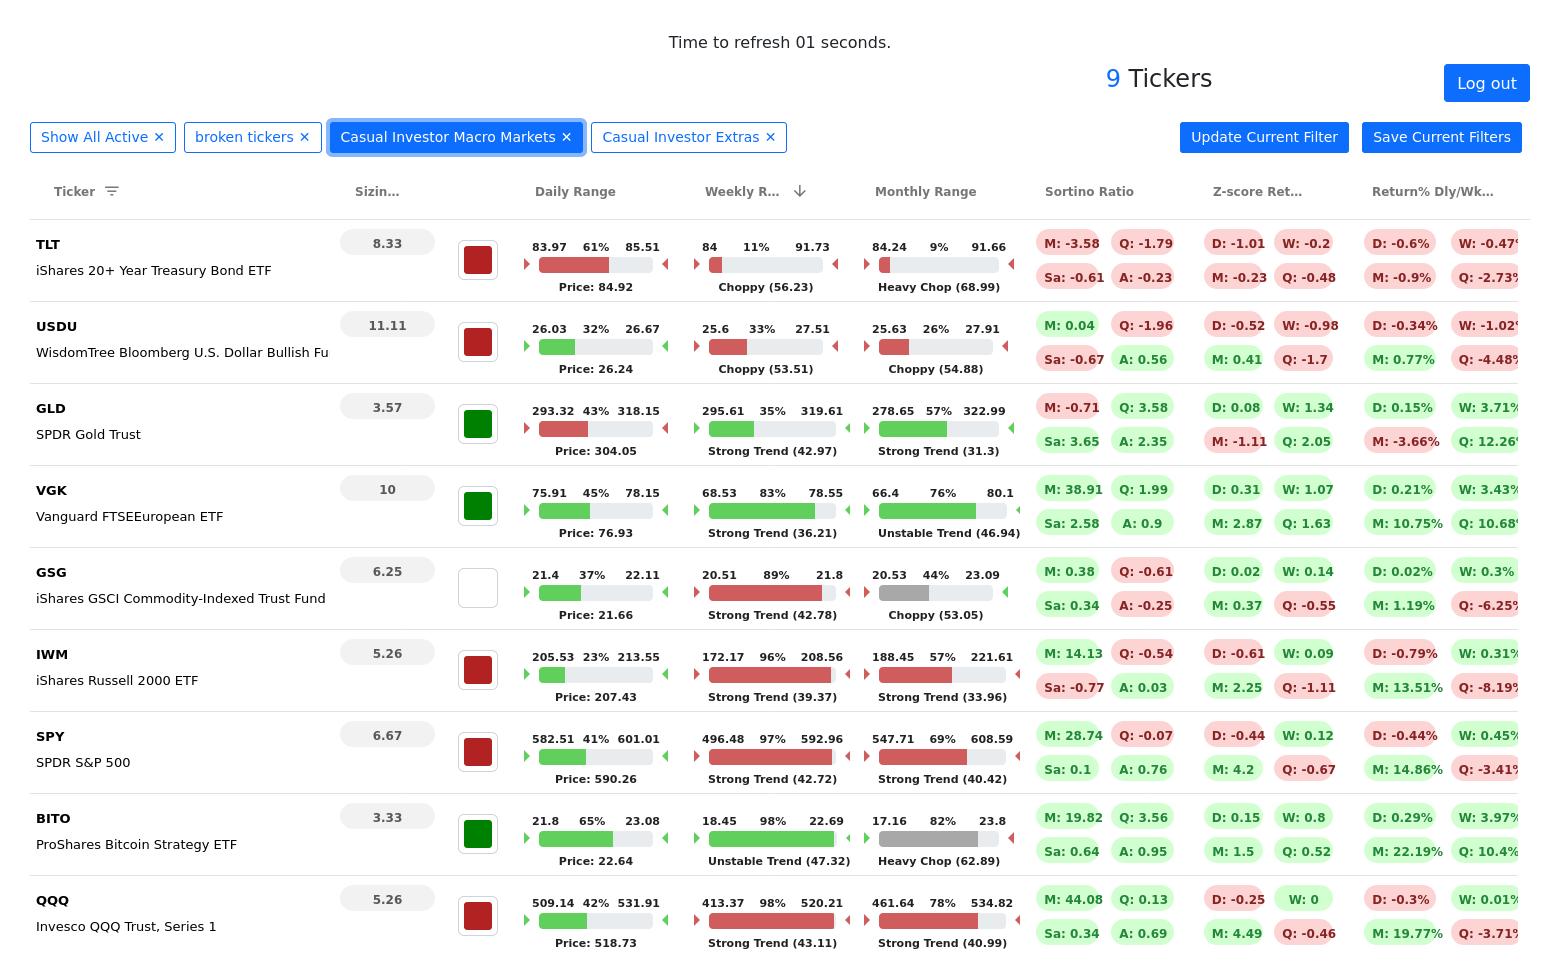 Time to refresh 01 seconds.
9 Tickers
Log out
Show All Active ✕ broken tickers ✕ Casual Investor Macro Markets ✕ Casual Investor Extras ✕ Update Current Filter Save Current Filters
Ticker Sizin... Daily Range Weekly R... Monthly Range Sortino Ratio Z-score Ret... Return% Dly/Wk...
TLT 8.33 83.97 61% 85.51 84 11% 91.73 84.24 9% 91.66 M: -3.58 Q: -1.79 D: -1.01 W: -0.2 D: -0.6% W: -0.47%
iShares 20+ Year Treasury Bond ETF Sa: -0.61 A: -0.23 M: -0.23 Q: -0.48 M: -0.9% Q: -2.73%
Price: 84.92 Choppy (56.23) Heavy Chop (68.99)
USDU 11.11 26.03 32% 26.67 25.6 33% 27.51 25.63 26% 27.91 M: 0.04 Q: -1.96 D: -0.52 W: -0.98 D: -0.34% W: -1.02%
WisdomTree Bloomberg U.S. Dollar Bullish Fu Sa: -0.67 A: 0.56 M: 0.41 Q: -1.7 M: 0.77% Q: -4.48%
Price: 26.24 Choppy (53.51) Choppy (54.88)
GLD 3.57 293.32 43% 318.15 295.61 35% 319.61 278.65 57% 322.99 M: -0.71 Q: 3.58 D: 0.08 W: 1.34 D: 0.15% W: 3.71%
SPDR Gold Trust Sa: 3.65 A: 2.35 M: -1.11 Q: 2.05 M: -3.66% Q: 12.26%
Price: 304.05 Strong Trend (42.97) Strong Trend (31.3)
VGK 10 75.91 45% 78.15 68.53 83% 78.55 66.4 76% 80.1 M: 38.91 Q: 1.99 D: 0.31 W: 1.07 D: 0.21% W: 3.43%
Vanguard FTSEEuropean ETF Sa: 2.58 A: 0.9 M: 2.87 Q: 1.63 M: 10.75% Q: 10.68%
Price: 76.93 Strong Trend (36.21) Unstable Trend (46.94)
GSG 6.25 21.4 37% 22.11 20.51 89% 21.8 20.53 44% 23.09 M: 0.38 Q: -0.61 D: 0.02 W: 0.14 D: 0.02% W: 0.3%
iShares GSCI Commodity-Indexed Trust Fund Sa: 0.34 A: -0.25 M: 0.37 Q: -0.55 M: 1.19% Q: -6.25%
Price: 21.66 Strong Trend (42.78) Choppy (53.05)
IWM 5.26 205.53 23% 213.55 172.17 96% 208.56 188.45 57% 221.61 M: 14.13 Q: -0.54 D: -0.61 W: 0.09 D: -0.79% W: 0.31%
iShares Russell 2000 ETF Sa: -0.77 A: 0.03 M: 2.25 Q: -1.11 M: 13.51% Q: -8.19%
Price: 207.43 Strong Trend (39.37) Strong Trend (33.96)
SPY 6.67 582.51 41% 601.01 496.48 97% 592.96 547.71 69% 608.59 M: 28.74 Q: -0.07 D: -0.44 W: 0.12 D: -0.44% W: 0.45%
SPDR S&P 500 Sa: 0.1 A: 0.76 M: 4.2 Q: -0.67 M: 14.86% Q: -3.41%
Price: 590.26 Strong Trend (42.72) Strong Trend (40.42)
BITO 3.33 21.8 65% 23.08 18.45 98% 22.69 17.16 82% 23.8 M: 19.82 Q: 3.56 D: 0.15 W: 0.8 D: 0.29% W: 3.97%
ProShares Bitcoin Strategy ETF Sa: 0.64 A: 0.95 M: 1.5 Q: 0.52 M: 22.19% Q: 10.4%
Price: 22.64 Unstable Trend (47.32) Heavy Chop (62.89)
QQQ 5.26 509.14 42% 531.91 413.37 98% 520.21 461.64 78% 534.82 M: 44.08 Q: 0.13 D: -0.25 W: 0 D: -0.3% W: 0.01%
Invesco QQQ Trust, Series 1 Sa: 0.34 A: 0.69 M: 4.49 Q: -0.46 M: 19.77% Q: -3.71%
Price: 518.73 Strong Trend (43.11) Strong Trend (40.99)